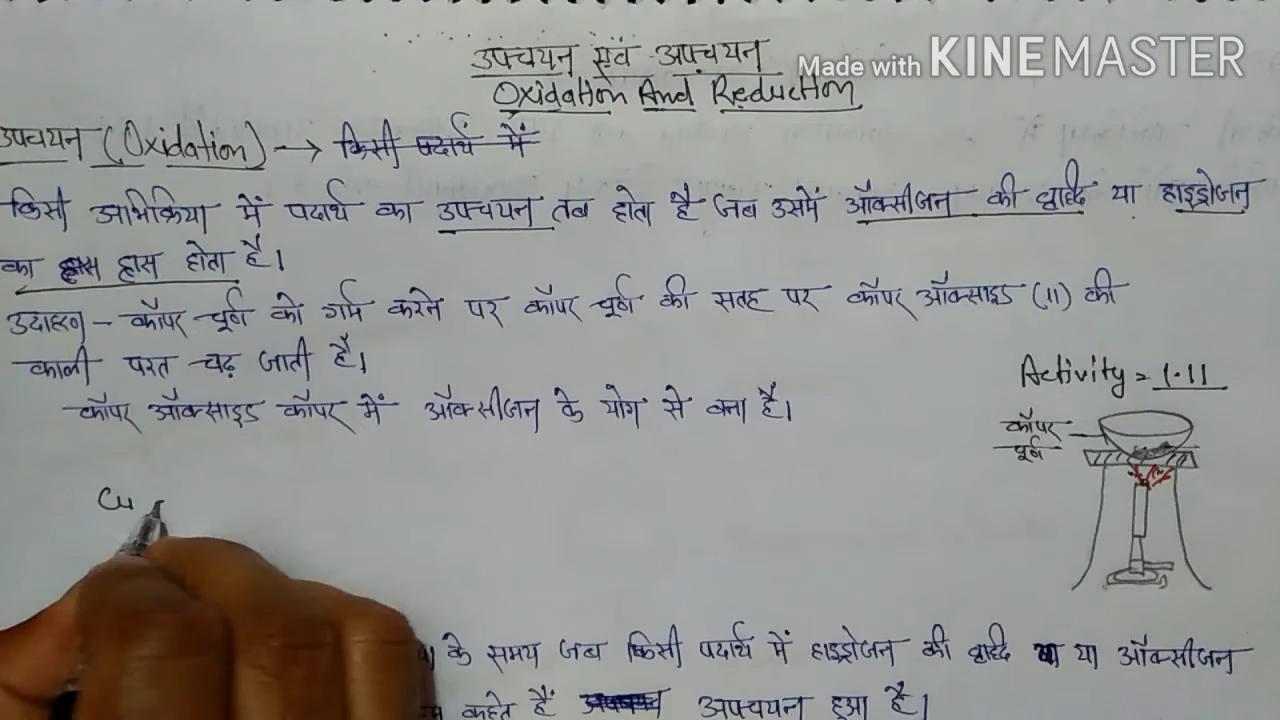 उपचयन एवं अपचयन
Made with KINEMASTER
Oxidation And Reduction
उपचयन (Oxidation) → किसी पदार्थ में
किसी अभिक्रिया में पदार्थ का उपचयन तब होता है जब उसमें ऑक्सीजन की वृद्दि या हाइड्रोजन
का ह्रास होता है।
उदाहरण - कॉपर चूर्ण को गर्म करने पर कॉपर चूर्ण की सतह पर कॉपर ऑक्साइड (11) की
काली परत चढ़ जाती है।
Activity = 1.11
कॉपर ऑक्साइड कॉपर में ऑक्सीजन के योग से बना है।
कॉपर
चूर्ण
Cu
के समय जब किसी पदार्थ में हाइड्रोजन की वृद्दि या ऑक्सीजन
कहते हैं अपचयन हुआ है।